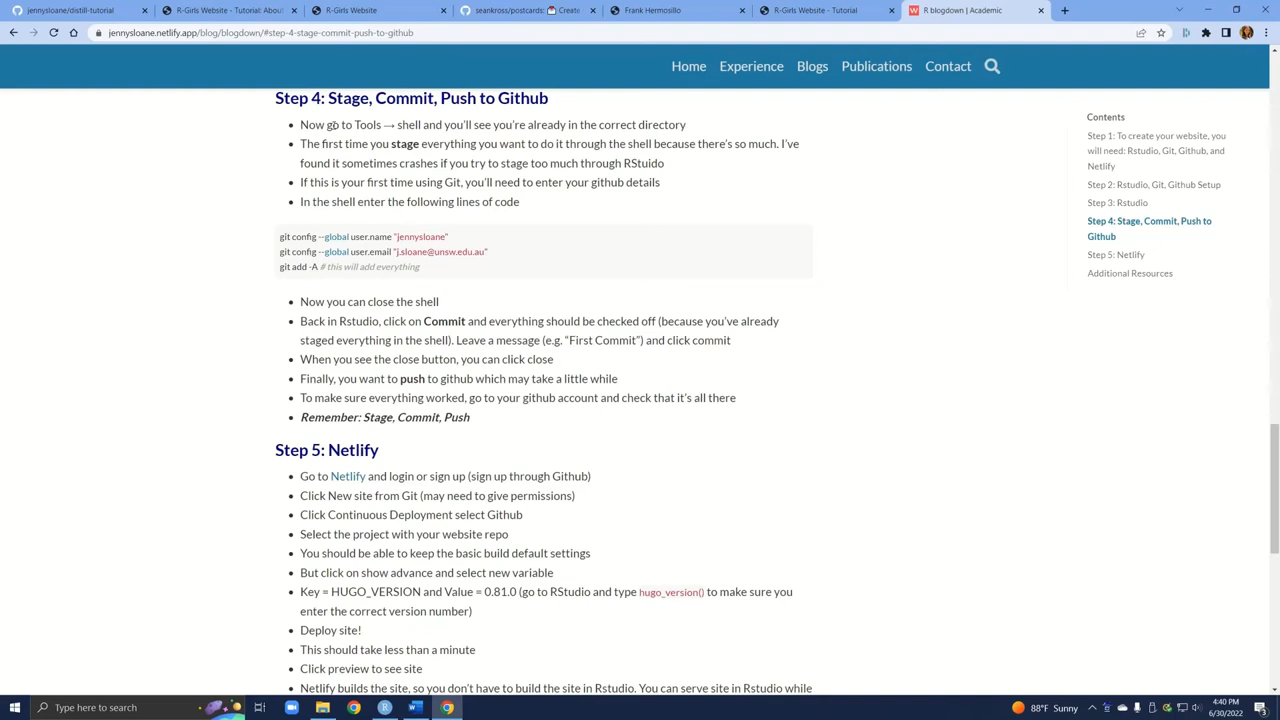 jennysloane/distill-tutorial
R-Girls Website - Tutorial: Abou
R-Girls Website
seankross/postcards: Create
Frank Hermosillo
R-Girls Website - Tutorial
R blogdown | Academic
jennysloane.netlify.app/blog/blogdown/#step-4-stage-commit-push-to-github
Home Experience Blogs Publications Contact
Step 4: Stage, Commit, Push to Github
Now go to Tools → shell and you'll see you're already in the correct directory
The first time you stage everything you want to do it through the shell because there's so much. I've
found it sometimes crashes if you try to stage too much through RStuido
If this is your first time using Git, you'll need to enter your github details
In the shell enter the following lines of code
git config --global user.name "jennysloane"
git config --global user.email "j.sloane@unsw.edu.au"
git add -A # this will add everything
Now you can close the shell
Back in Rstudio, click on Commit and everything should be checked off (because you've already
staged everything in the shell). Leave a message (e.g. “First Commit”) and click commit
When you see the close button, you can click close
Finally, you want to push to github which may take a little while
To make sure everything worked, go to your github account and check that it's all there
Remember: Stage, Commit, Push
Step 5: Netlify
Go to Netlify and login or sign up (sign up through Github)
Click New site from Git (may need to give permissions)
Click Continuous Deployment select Github
Select the project with your website repo
You should be able to keep the basic build default settings
But click on show advance and select new variable
Key = HUGO_VERSION and Value = 0.81.0 (go to RStudio and type hugo_version() to make sure you
enter the correct version number)
Deploy site!
This should take less than a minute
Click preview to see site
Netlify builds the site, so you don't have to build the site in Rstudio. You can serve site in Rstudio while
Contents
Step 1: To create your website, you
will need: Rstudio, Git, Github, and
Netlify
Step 2: Rstudio, Git, Github Setup
Step 3: Rstudio
Step 4: Stage, Commit, Push to
Github
Step 5: Netlify
Additional Resources
Type here to search
88°F Sunny
4:40 PM
6/30/2022
3